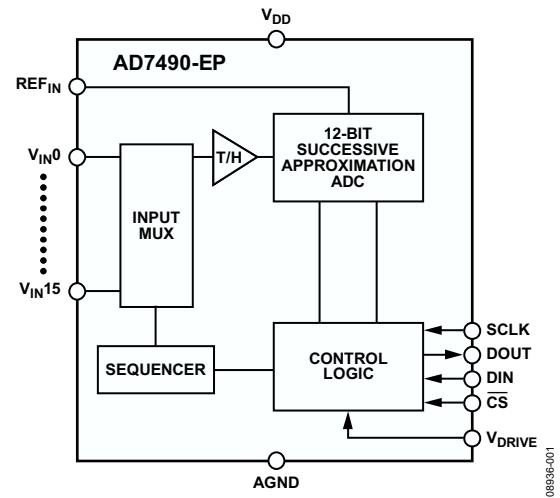 VDD
AD7490-EP
REFIN
VIN0
T/H
12-BIT
SUCCESSIVE
APPROXIMATION
ADC
INPUT
MUX
VIN15
SCLK
SEQUENCER
CONTROL
LOGIC
DOUT
DIN
CS
VDRIVE
AGND
08936-001